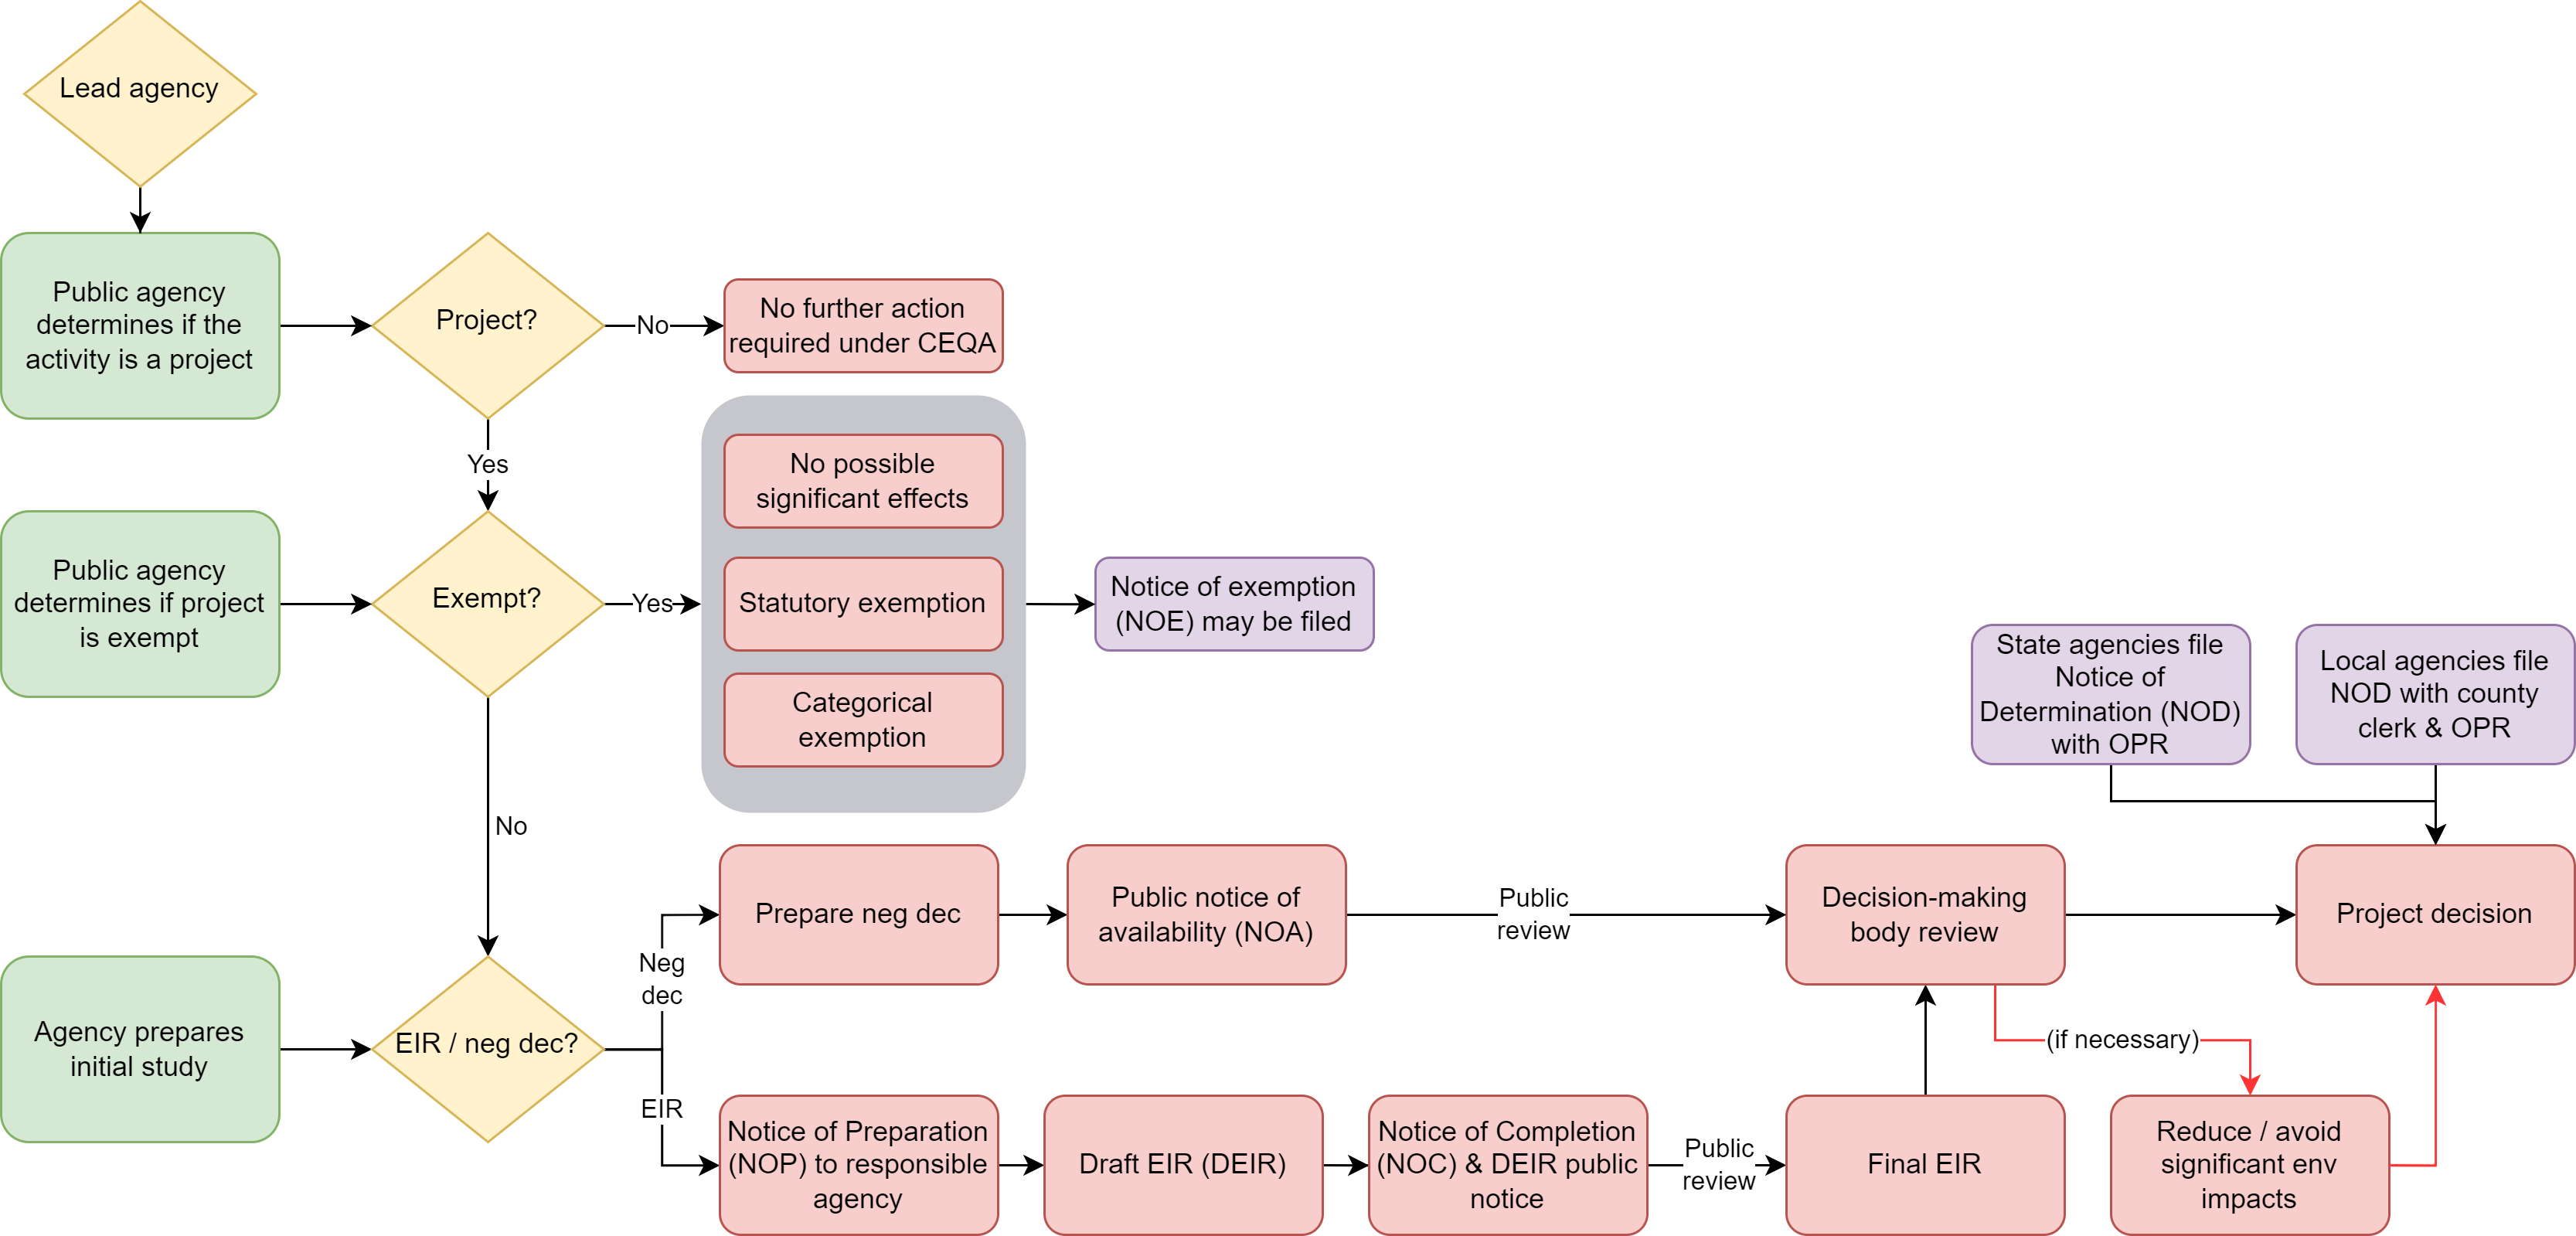 Lead agency
Public agency
determines if the
activity is a project
Project?
No
No further action
required under CEQA
Yes
No possible
significant effects
Public agency
determines if project
is exempt
Exempt?
Yes
Statutory exemption
Notice of exemption
(NOE) may be filed
Categorical
exemption
State agencies file
Notice of
Determination (NOD)
with OPR
Local agencies file
NOD with county
clerk & OPR
No
Prepare neg dec
Public notice of
availability (NOA)
Public
review
Decision-making
body review
Project decision
Neg
dec
Agency prepares
initial study
EIR / neg dec?
(if necessary)
EIR
Notice of Preparation
(NOP) to responsible
agency
Draft EIR (DEIR)
Notice of Completion
(NOC) & DEIR public
notice
Public
review
Final EIR
Reduce / avoid
significant env
impacts